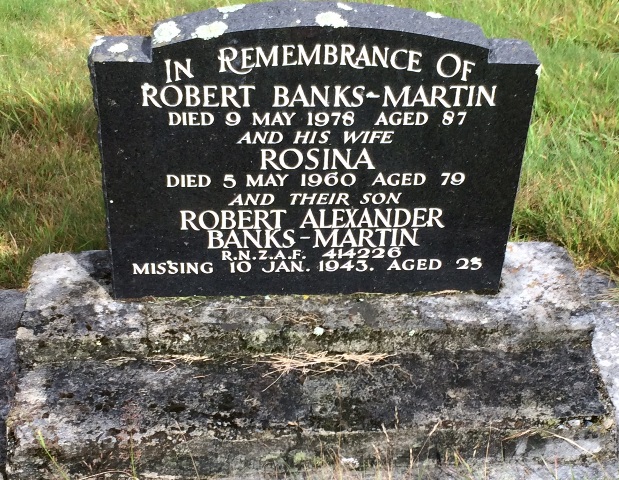 IN REMEMBRANCE OF
ROBERT BANKS-MARTIN
DIED 9 MAY 1978 AGED 87
AND HIS WIFE
ROSINA
DIED 5 MAY 1960 AGED 79
AND THEIR SON
ROBERT ALEXANDER
BANKS-MARTIN
R.N.Z.A.F. 414226
MISSING 10 JAN. 1943. AGED 23